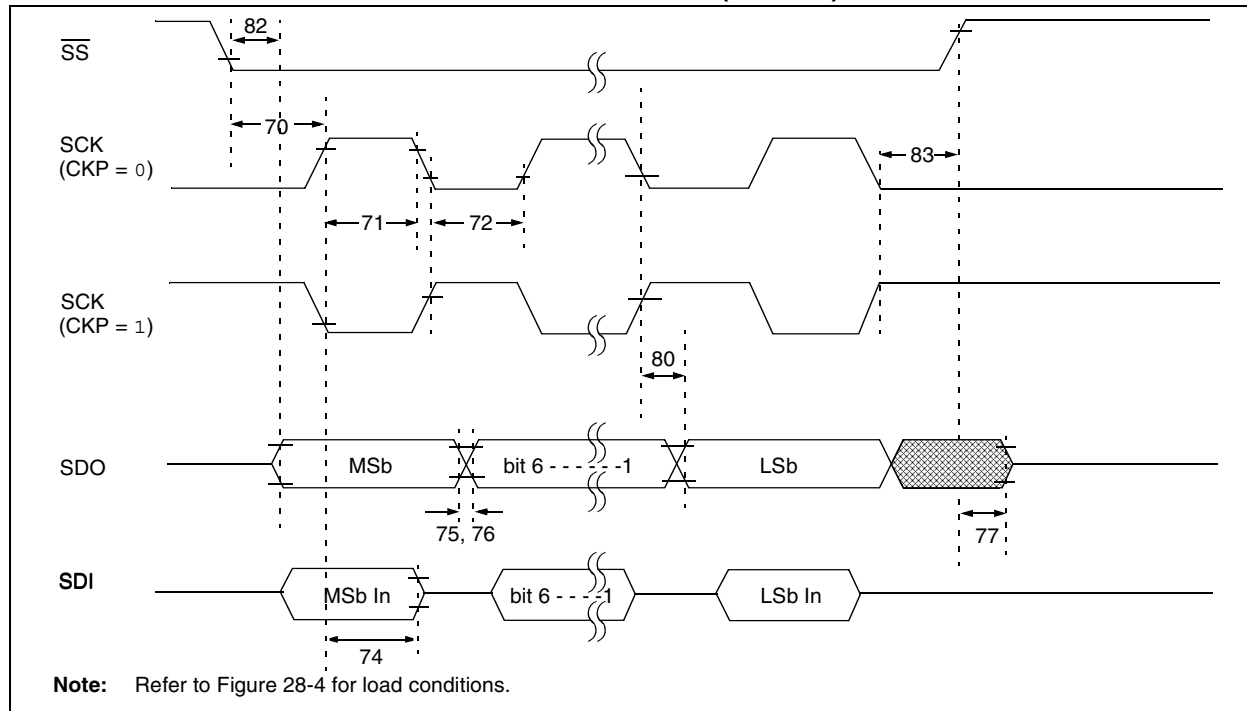 82
SS
70
SCK
(CKP = 0)
83
71
72
SCK
(CKP = 1)
80
SDO
MSb
bit 6 - - - - - -1
LSb
75, 76
77
SDI
MSb In
bit 6 - - - -1
LSb In
74
Note: Refer to Figure 28-4 for load conditions.